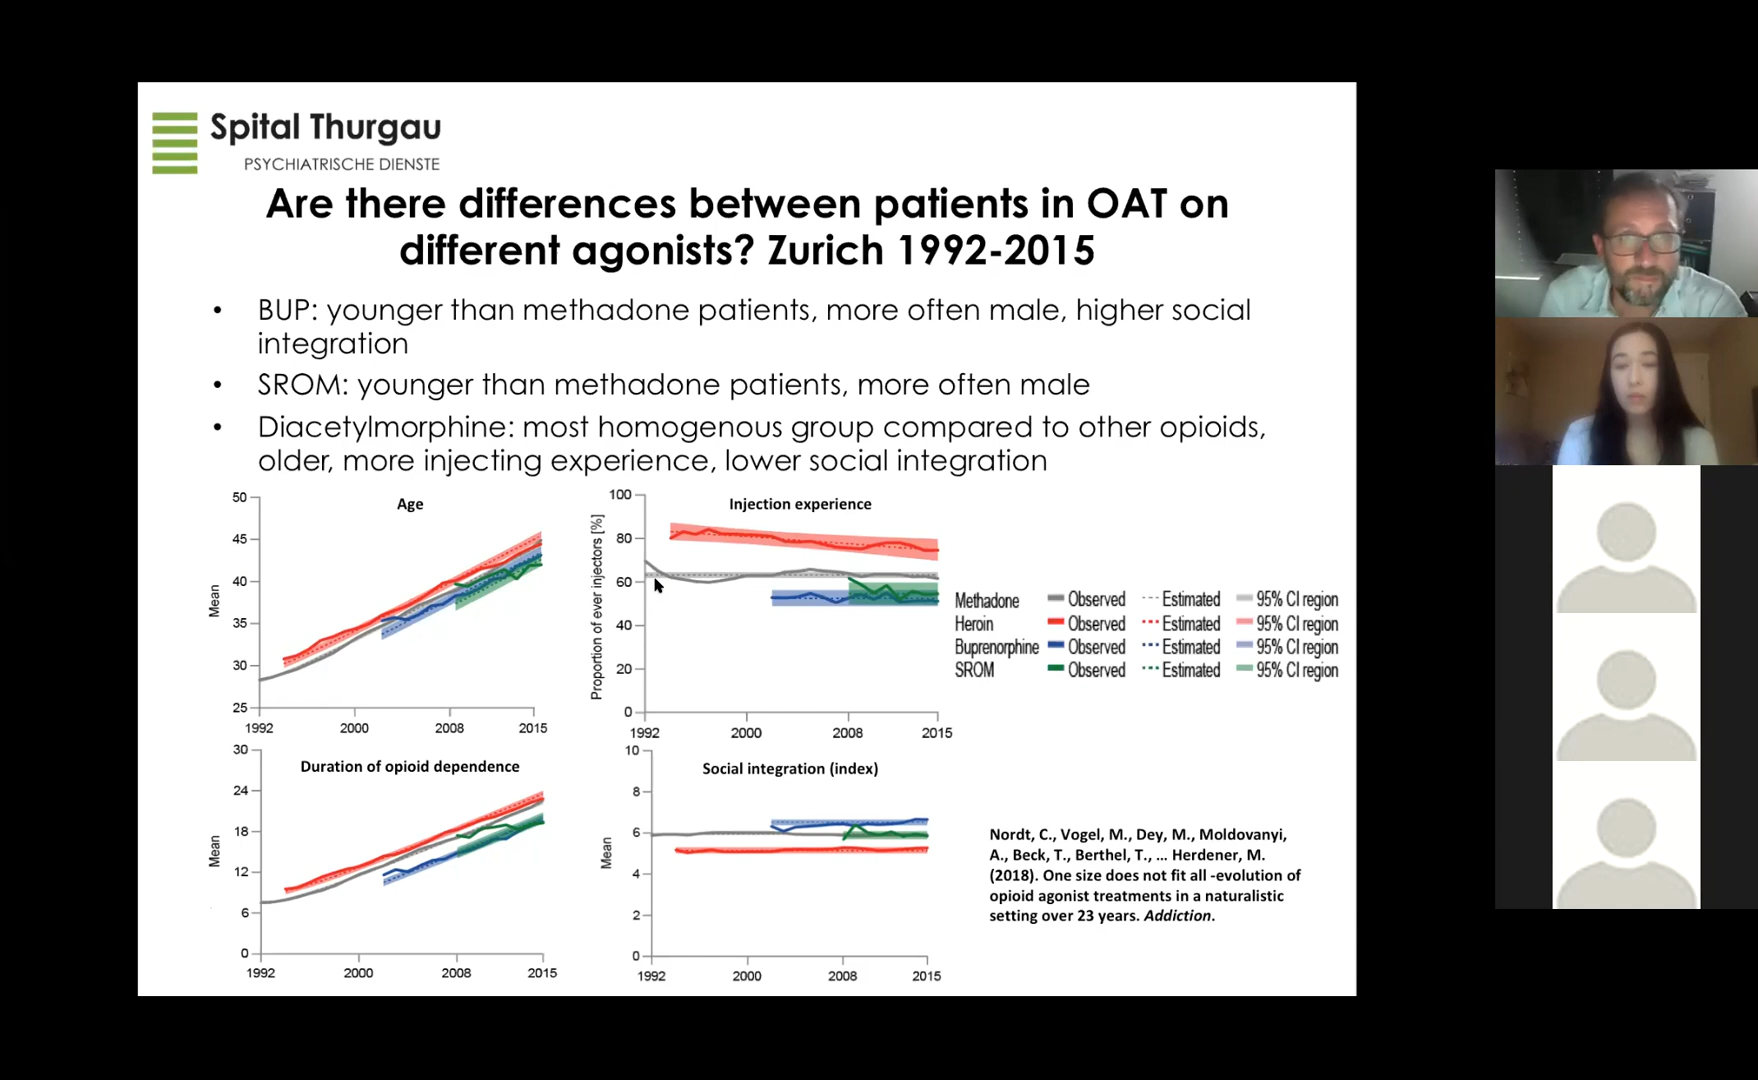 Spital Thurgau
PSYCHIATRISCHE DIENSTE
Are there differences between patients in OAT on
different agonists? Zurich 1992-2015
• BUP: younger than methadone patients, more often male, higher social
integration
• SROM: younger than methadone patients, more often male
• Diacetylmorphine: most homogenous group compared to other opioids,
older, more injecting experience, lower social integration
Age
Mean
50
45
40
35
30
25
1992 2000 2008 2015
Injection experience
Proportion of ever injectors [%]
100
80
60
40
20
0
1992 2000 2008 2015
Methadone Observed Estimated 95% CI region
Heroin Observed Estimated 95% CI region
Buprenorphine Observed Estimated 95% CI region
SROM Observed Estimated 95% CI region
Duration of opioid dependence
Mean
30
24
18
12
6
0
1992 2000 2008 2015
Social integration (index)
Mean
10
8
6
4
2
0
1992 2000 2008 2015
Nordt, C., Vogel, M., Dey, M., Moldovanyi,
A., Beck, T., Berthel, T., ... Herdener, M.
(2018). One size does not fit all -evolution of
opioid agonist treatments in a naturalistic
setting over 23 years. Addiction.